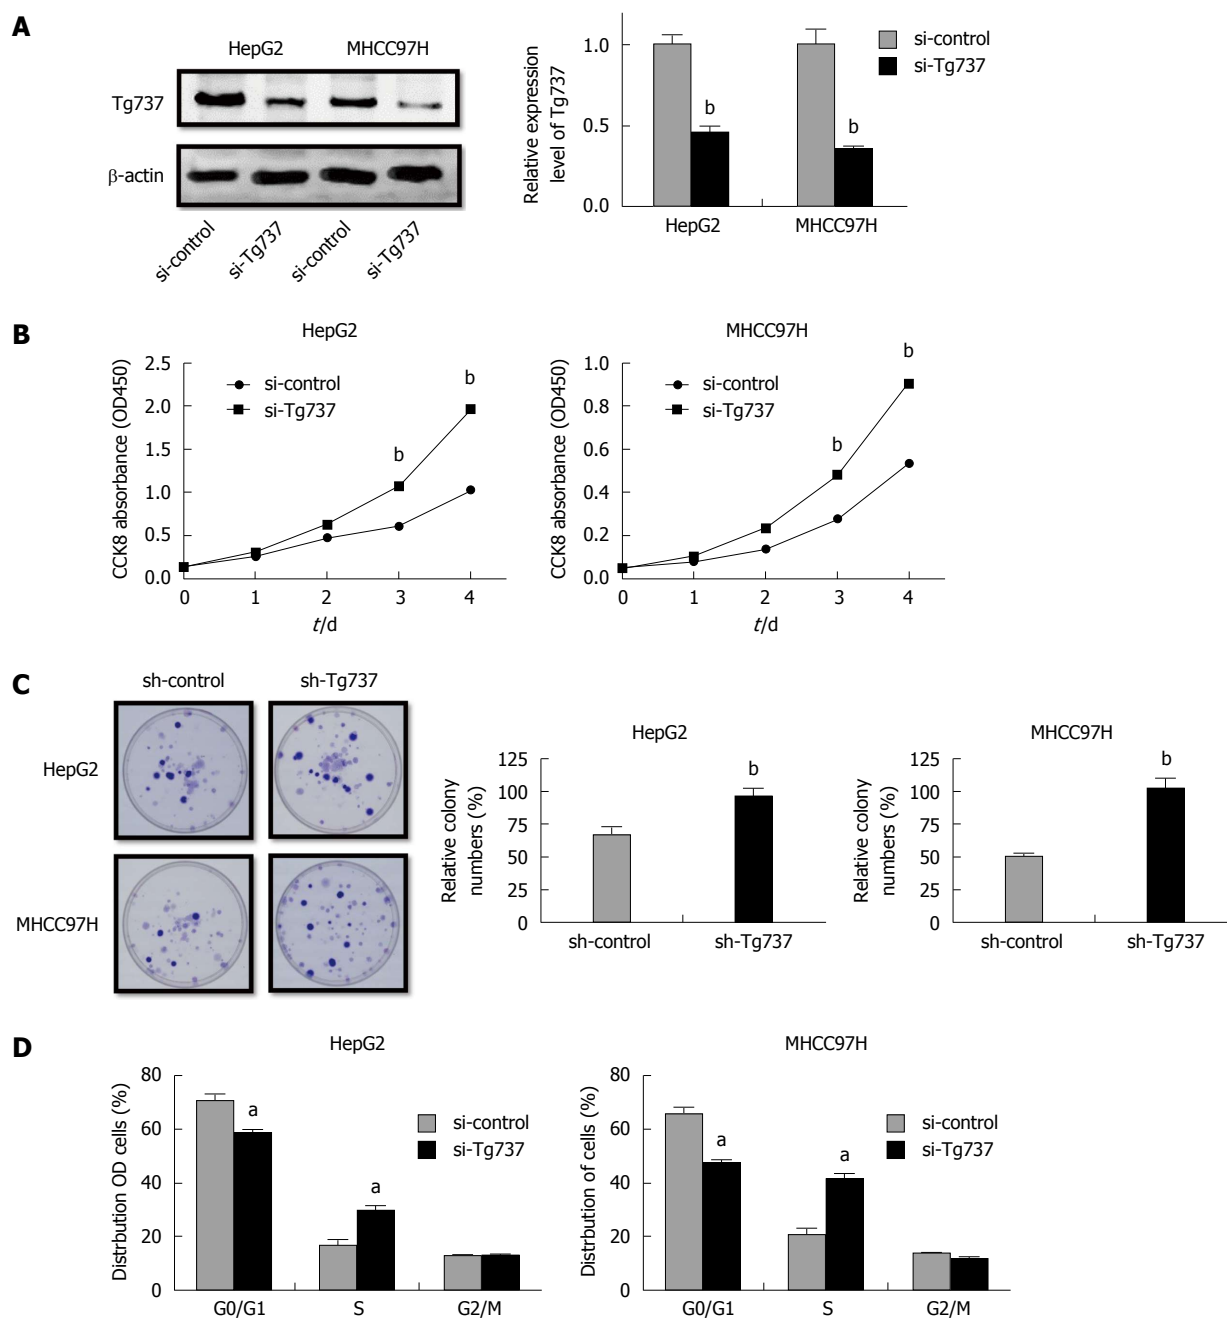 A
HepG2 MHCC97H
Tg737
β-actin
si-control si-Tg737 si-control si-Tg737
Relative expression
level of Tg737
1.0
0.5
0.0
b b
HepG2 MHCC97H
si-control
si-Tg737
B
HepG2
CCK8 absorbance (OD450)
2.5
2.0
1.5
1.0
0.5
0.0
si-control
si-Tg737
b
b
0 1 2 3 4
t/d
MHCC97H
CCK8 absorbance (OD450)
1.0
0.8
0.6
0.4
0.2
0.0
si-control
si-Tg737
b
b
0 1 2 3 4
t/d
C
sh-control sh-Tg737
HepG2
MHCC97H
HepG2
Relative colony
numbers (%)
125
100
75
50
25
0
b
sh-control sh-Tg737
MHCC97H
Relative colony
numbers (%)
125
100
75
50
25
0
b
sh-control sh-Tg737
D
HepG2
Distrbution OD cells (%)
80
60
40
20
0
a
a
si-control
si-Tg737
G0/G1 S G2/M
MHCC97H
Distrbution of cells (%)
80
60
40
20
0
a
a
si-control
si-Tg737
G0/G1 S G2/M